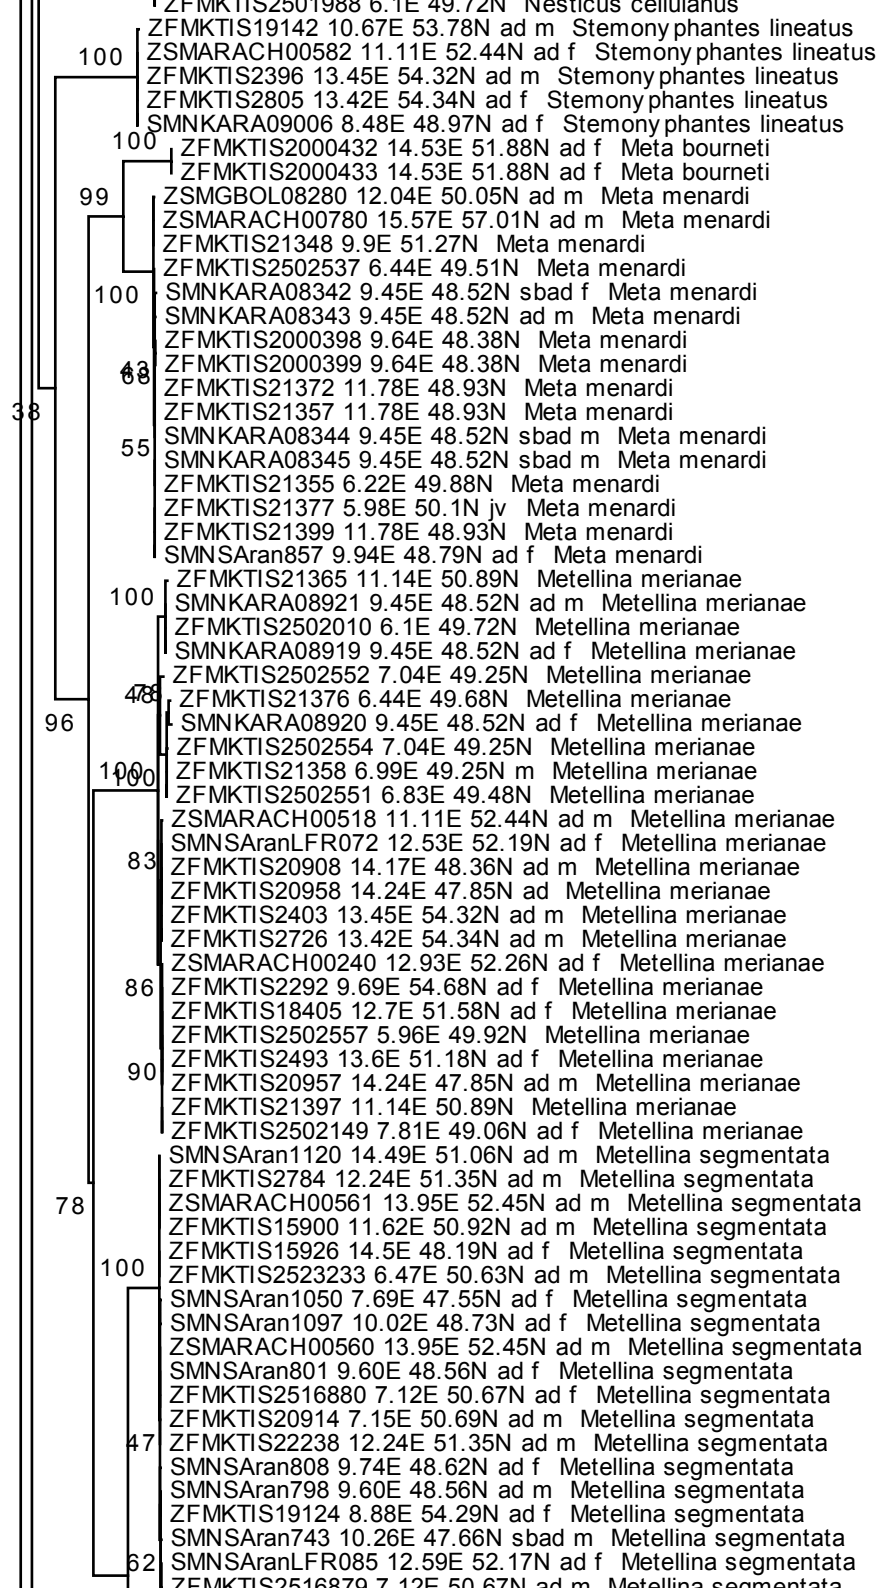 ZFMKTIS2501988 6.1E 49.72N Nesticus cellulanus
ZFMKTIS19142 10.67E 53.78N ad m Stemonyphantes lineatus
100
ZSMARACH00582 11.11E 52.44N ad f Stemonyphantes lineatus
ZFMKTIS2396 13.45E 54.32N ad m Stemonyphantes lineatus
ZFMKTIS2805 13.42E 54.34N ad f Stemonyphantes lineatus
SMNKARA09006 8.48E 48.97N ad f Stemonyphantes lineatus
100
ZFMKTIS2000432 14.53E 51.88N ad f Meta bourneti
ZFMKTIS2000433 14.53E 51.88N ad f Meta bourneti
99
ZSMGBOL08280 12.04E 50.05N ad m Meta menardi
ZSMARACH00780 15.57E 57.01N ad m Meta menardi
ZFMKTIS21348 9.9E 51.27N Meta menardi
ZFMKTIS2502537 6.44E 49.51N Meta menardi
100
SMNKARA08342 9.45E 48.52N sbad f Meta menardi
SMNKARA08343 9.45E 48.52N ad m Meta menardi
ZFMKTIS2000398 9.64E 48.38N Meta menardi
ZFMKTIS2000399 9.64E 48.38N Meta menardi
ZFMKTIS21372 11.78E 48.93N Meta menardi
38
ZFMKTIS21357 11.78E 48.93N Meta menardi
SMNKARA08344 9.45E 48.52N sbad m Meta menardi
55
SMNKARA08345 9.45E 48.52N sbad m Meta menardi
ZFMKTIS21355 6.22E 49.88N Meta menardi
ZFMKTIS21377 5.98E 50.1N jv Meta menardi
ZFMKTIS21399 11.78E 48.93N Meta menardi
SMNSAran857 9.94E 48.79N ad f Meta menardi
ZFMKTIS21365 11.14E 50.89N Metellina merianae
100
SMNKARA08921 9.45E 48.52N ad m Metellina merianae
ZFMKTIS2502010 6.1E 49.72N Metellina merianae
SMNKARA08919 9.45E 48.52N ad f Metellina merianae
ZFMKTIS2502552 7.04E 49.25N Metellina merianae
ZFMKTIS21376 6.44E 49.68N Metellina merianae
96
SMNKARA08920 9.45E 48.52N ad f Metellina merianae
ZFMKTIS2502554 7.04E 49.25N Metellina merianae
100
100
ZFMKTIS21358 6.99E 49.25N m Metellina merianae
ZFMKTIS2502551 6.83E 49.48N Metellina merianae
ZSMARACH00518 11.11E 52.44N ad m Metellina merianae
SMNSAranLFR072 12.53E 52.19N ad f Metellina merianae
83
ZFMKTIS20908 14.17E 48.36N ad m Metellina merianae
ZFMKTIS20958 14.24E 47.85N ad Metellina merianae
ZFMKTIS2403 13.45E 54.32N ad m Metellina merianae
ZFMKTIS2726 13.42E 54.34N ad m Metellina merianae
ZSMARACH00240 12.93E 52.26N ad f Metellina merianae
86
ZFMKTIS2292 9.69E 54.68N ad f Metellina merianae
ZFMKTIS18405 12.7E 51.58N ad f Metellina merianae
ZFMKTIS2502557 5.96E 49.92N Metellina merianae
ZFMKTIS2493 13.6E 51.18N ad f Metellina merianae
90
ZFMKTIS20957 14.24E 47.85N ad m Metellina merianae
ZFMKTIS21397 11.14E 50.89N Metellina merianae
ZFMKTIS2502149 7.81E 49.06N ad f Metellina merianae
SMNSAran1120 14.49E 51.06N ad m Metellina segmentata
ZFMKTIS2784 12.24E 51.35N ad m Metellina segmentata
78
ZSMARACH00561 13.95E 52.45N ad m Metellina segmentata
ZFMKTIS15900 11.62E 50.92N ad m Metellina segmentata
ZFMKTIS15926 14.5E 48.19N ad f Metellina segmentata
100
ZFMKTIS2523233 6.47E 50.63N ad m Metellina segmentata
SMNSAran1050 7.69E 47.55N ad f Metellina segmentata
SMNSAran1097 10.02E 48.73N ad f Metellina segmentata
ZSMARACH00560 13.95E 52.45N ad m Metellina segmentata
SMNSAran801 9.60E 48.56N ad f Metellina segmentata
ZFMKTIS2516880 7.12E 50.67N ad f Metellina segmentata
ZFMKTIS20914 7.15E 50.69N ad m Metellina segmentata
47
ZFMKTIS22238 12.24E 51.35N ad m Metellina segmentata
SMNSAran808 9.74E 48.62N ad f Metellina segmentata
SMNSAran798 9.60E 48.56N ad m Metellina segmentata
ZFMKTIS19124 8.88E 54.29N ad f Metellina segmentata
SMNSAran743 10.26E 47.66N sbad m Metellina segmentata
62
SMNSAranLFR085 12.59E 52.17N ad f Metellina segmentata
ZFMKTIS2516879 7.12E 50.67N ad m Metellina segmentata